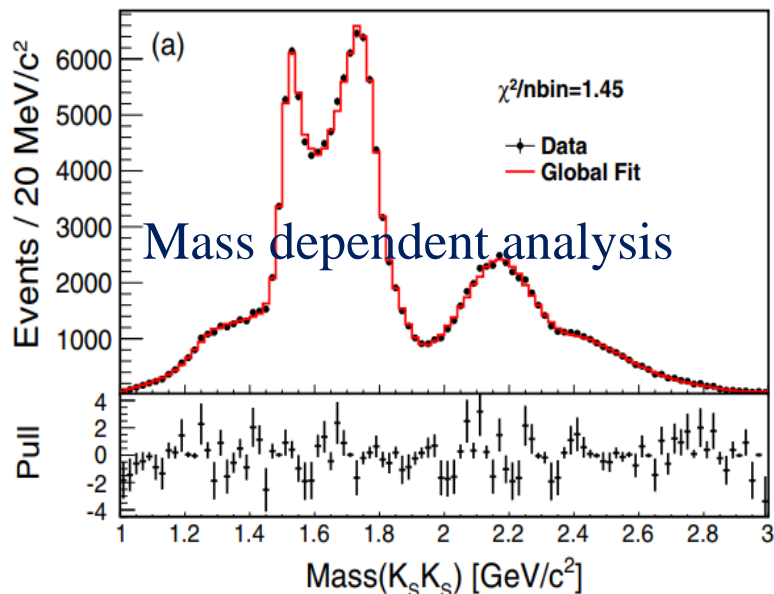 (a)
χ²/nbin=1.45
Data
Global Fit
Mass dependent analysis
Events / 20 MeV/c²
6000
5000
4000
3000
2000
1000
Pull
4
2
0
-2
-4
1 1.2 1.4 1.6 1.8 2 2.2 2.4 2.6 2.8 3
Mass(KₛKₛ) [GeV/c²]